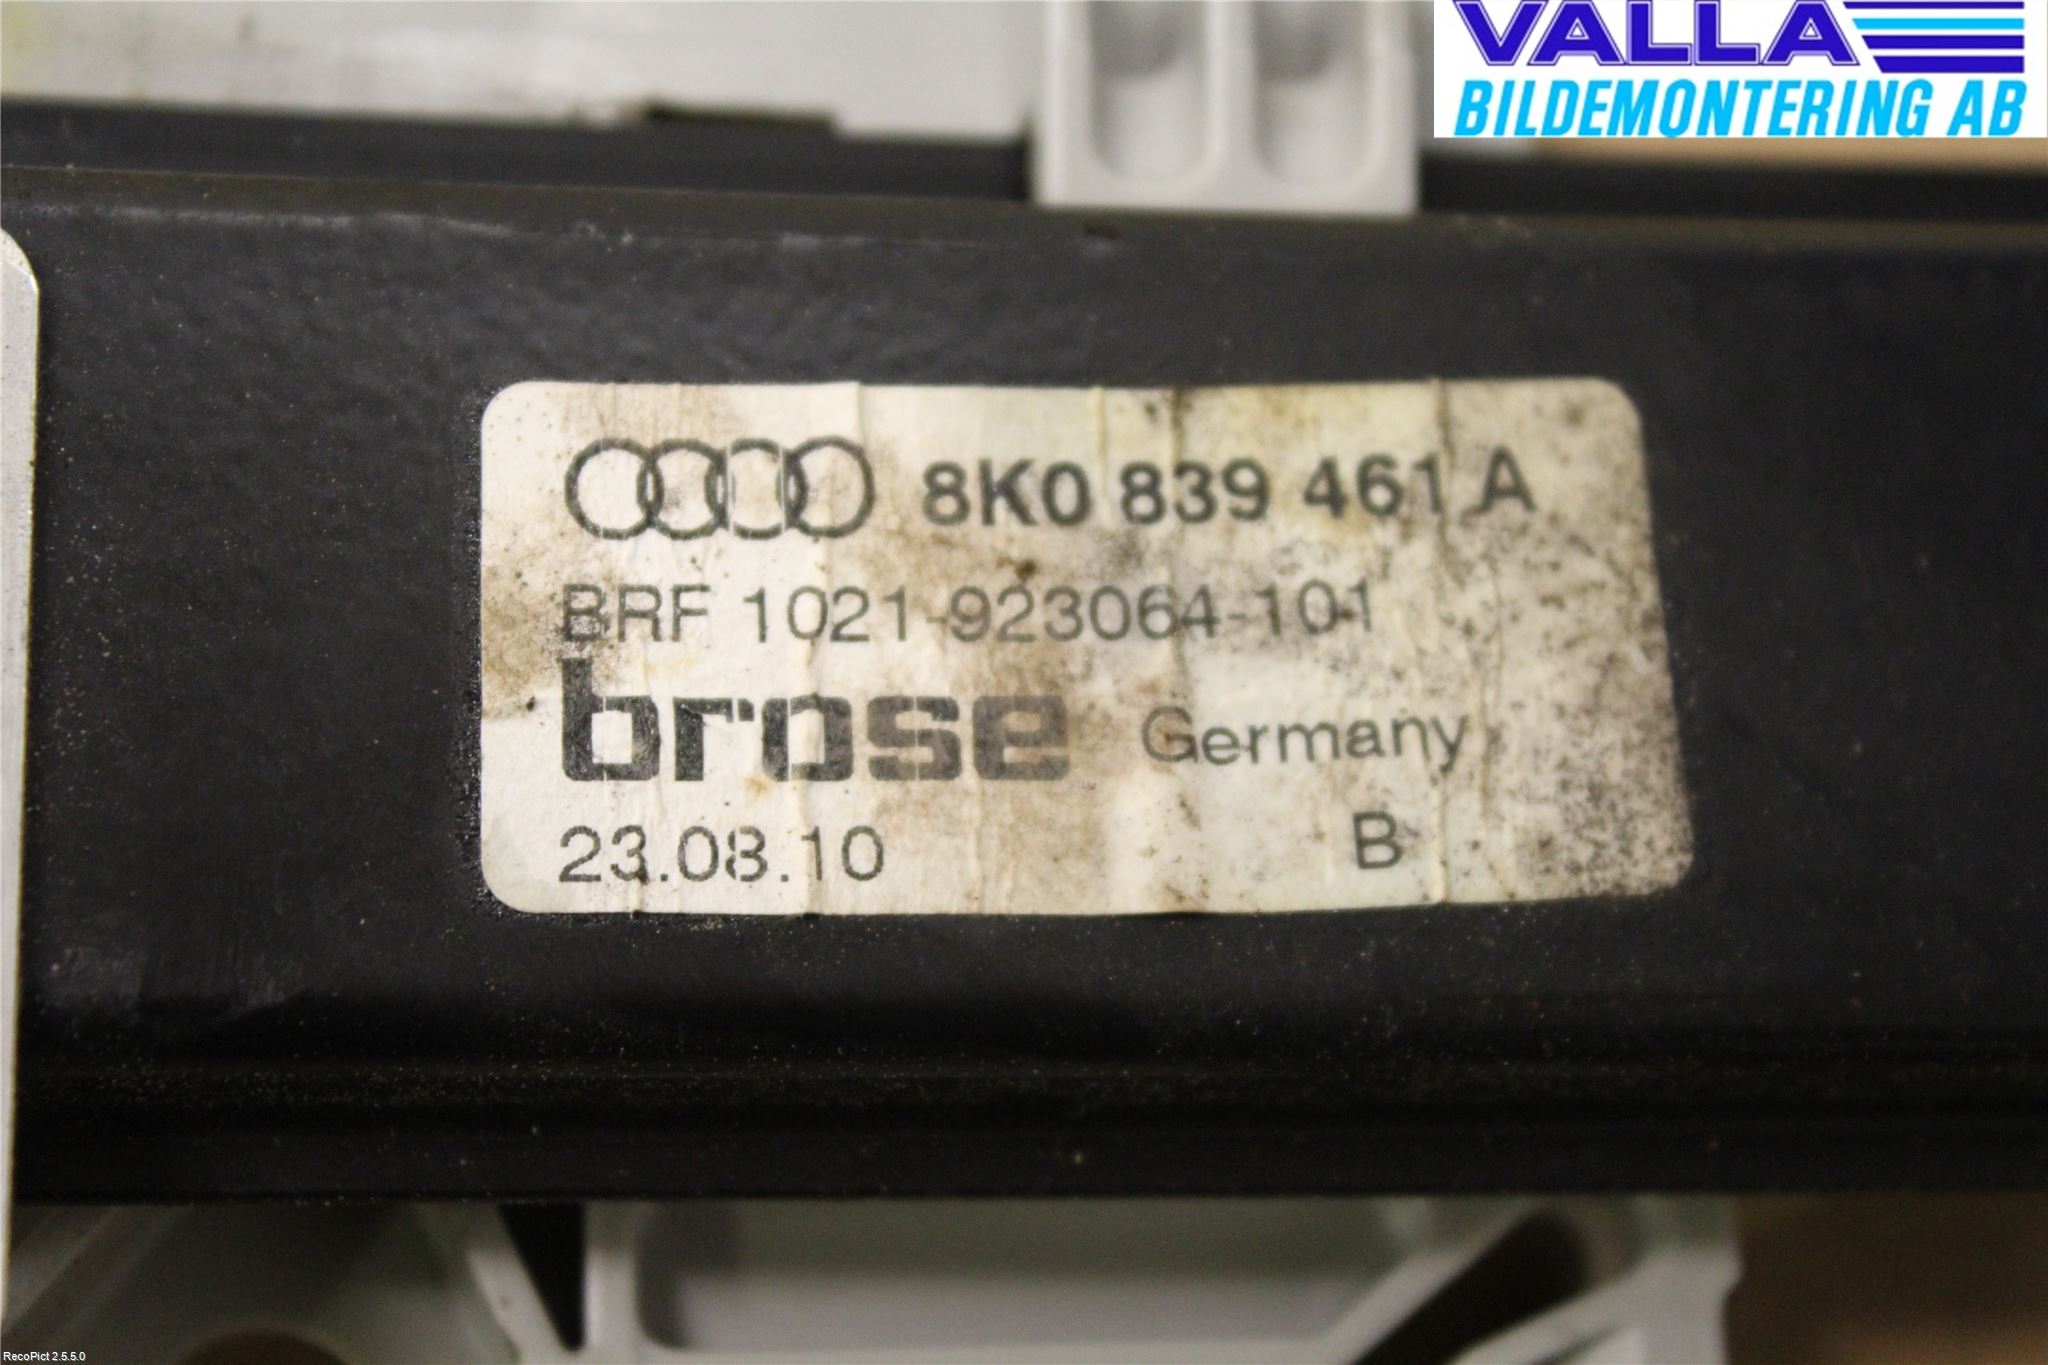 VALLA
BILDEMONTERING AB
8K0 839 461 A
BRF 1021-923064-101
brose Germany
23.08.10 B
RecoPict 2.5.5.0